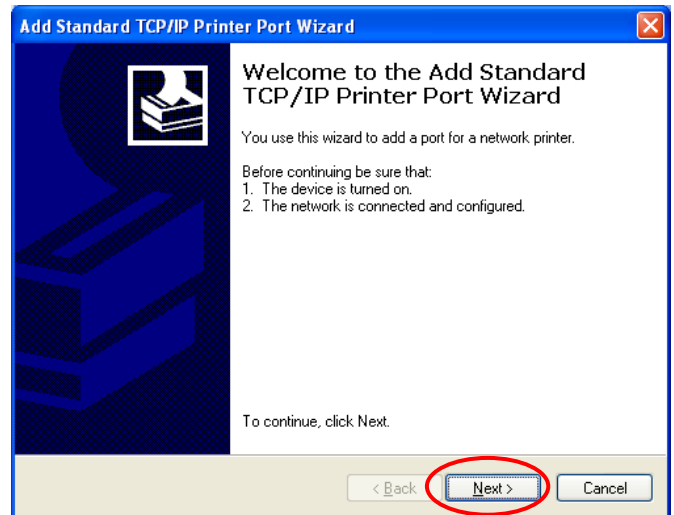 Add Standard TCP/IP Printer Port Wizard
Welcome to the Add Standard
TCP/IP Printer Port Wizard
You use this wizard to add a port for a network printer.
Before continuing be sure that:
1. The device is turned on.
2. The network is connected and configured.
To continue, click Next.
< Back
Next >
Cancel